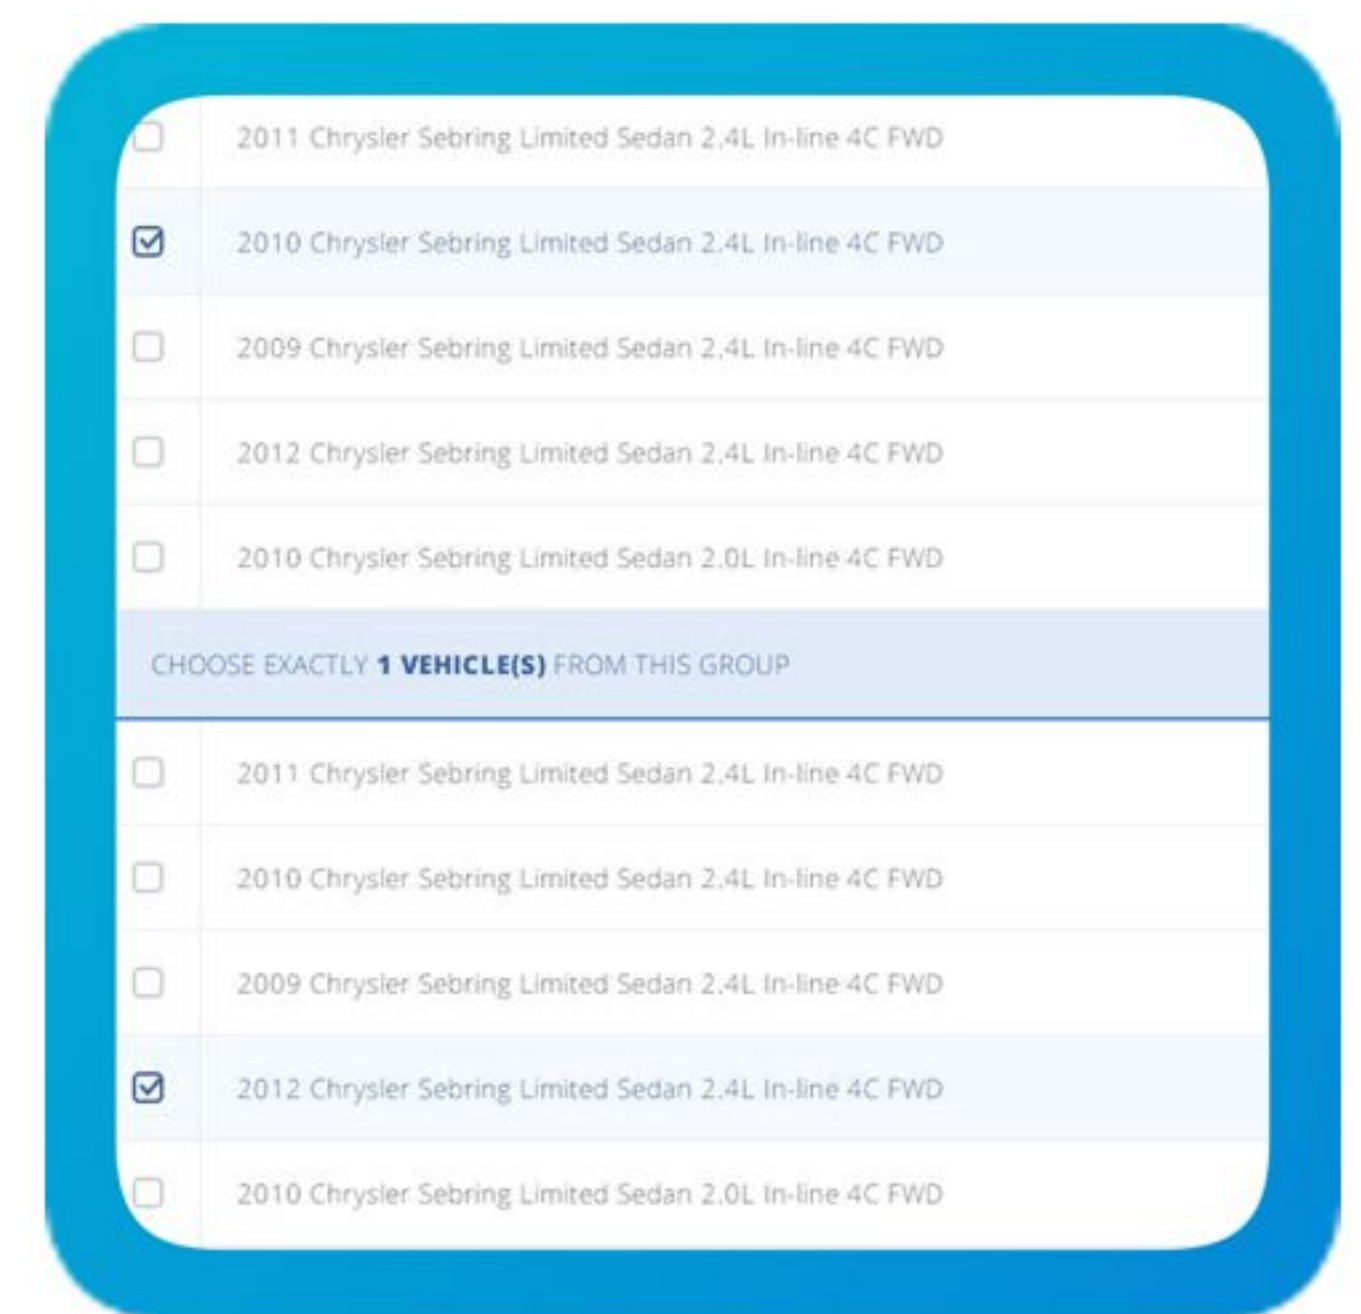 2011 Chrysler Sebring Limited Sedan 2.4L In-line 4C FWD
2010 Chrysler Sebring Limited Sedan 2.4L In-line 4C FWD
2009 Chrysler Sebring Limited Sedan 2.4L In-line 4C FWD
2012 Chrysler Sebring Limited Sedan 2.4L In-line 4C FWD
2010 Chrysler Sebring Limited Sedan 2.0L In-line 4C FWD
CHOOSE EXACTLY 1 VEHICLE(S) FROM THIS GROUP
2011 Chrysler Sebring Limited Sedan 2.4L In-line 4C FWD
2010 Chrysler Sebring Limited Sedan 2.4L In-line 4C FWD
2009 Chrysler Sebring Limited Sedan 2.4L In-line 4C FWD
2012 Chrysler Sebring Limited Sedan 2.4L In-line 4C FWD
2010 Chrysler Sebring Limited Sedan 2.0L In-line 4C FWD